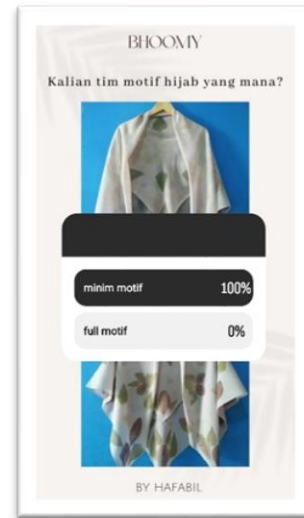 BHOOMY
Kalian tim motif hijab yang mana?
minim motif 100%
full motif 0%
BY HAFABIL